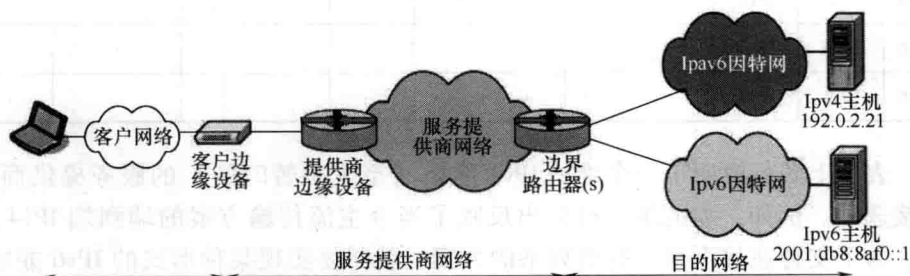 Ipav6因特网
Ipv4主机
192.0.2.21
客户网络
客户边
缘设备
提供商
边缘设备
服务提
供商网络
边界
路由器(s)
Ipv6因特网
Ipv6主机
2001:db8:8af0::1
服务提供商网络
目的网络